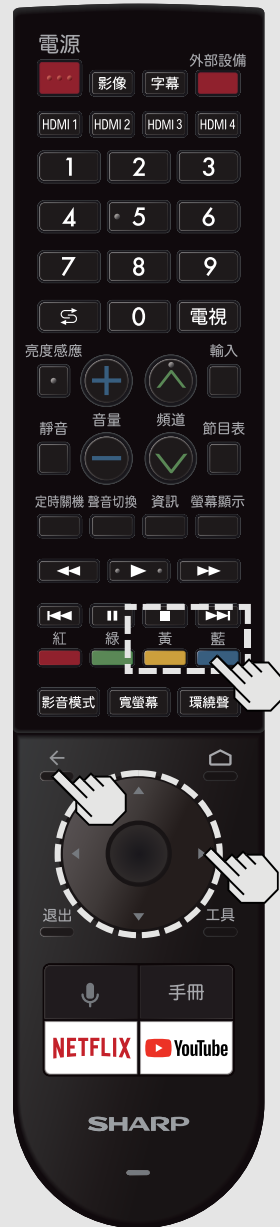 電源
外部設備
影像 字幕
HDMI 1 HDMI 2 HDMI 3 HDMI 4
1 2 3
4 5 6
7 8 9
0 電視
亮度感應 輸入
音量 頻道
靜音 節目表
定時關機 聲音切換 資訊 螢幕顯示
紅 綠 黃 藍
影音模式 寬螢幕 環繞聲
退出 工具
手冊
NETFLIX YouTube
SHARP